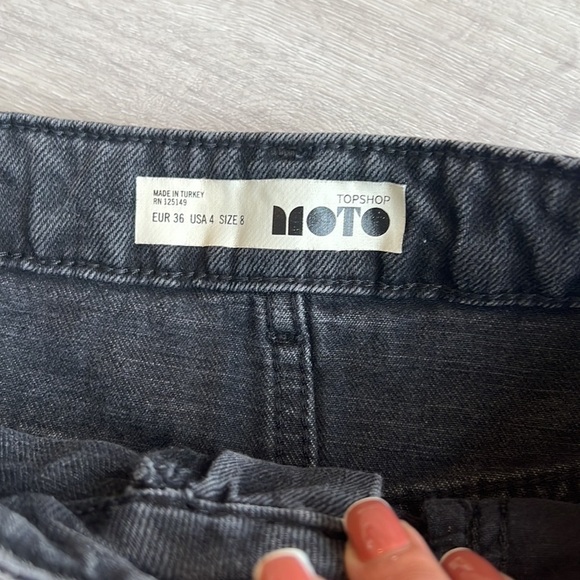 MADE IN TURKEY
RN 125149
EUR 36 USA 4 SIZE 8
TOPSHOP
MOTO